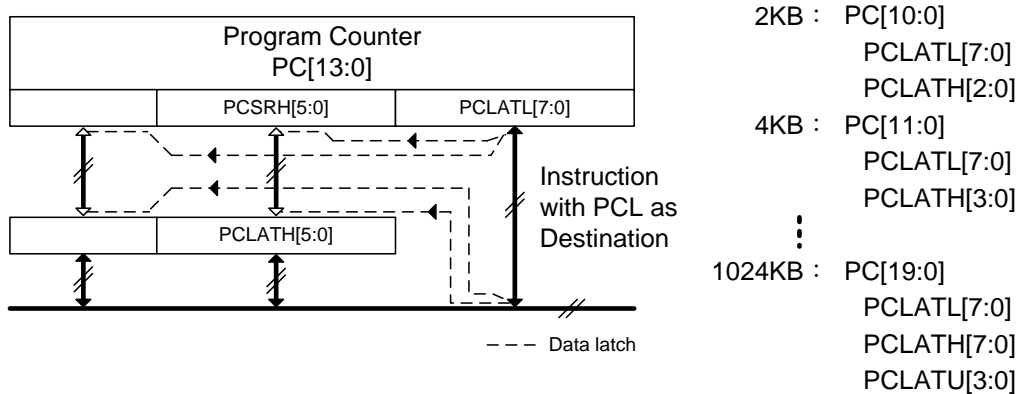 Program Counter
PC[13:0]
PCSRH[5:0]
PCLATL[7:0]
Instruction
with PCL as
Destination
PCLATH[5:0]
Data latch
2KB： PC[10:0]
PCLATL[7:0]
PCLATH[2:0]
4KB： PC[11:0]
PCLATL[7:0]
PCLATH[3:0]
1024KB： PC[19:0]
PCLATL[7:0]
PCLATH[7:0]
PCLATU[3:0]